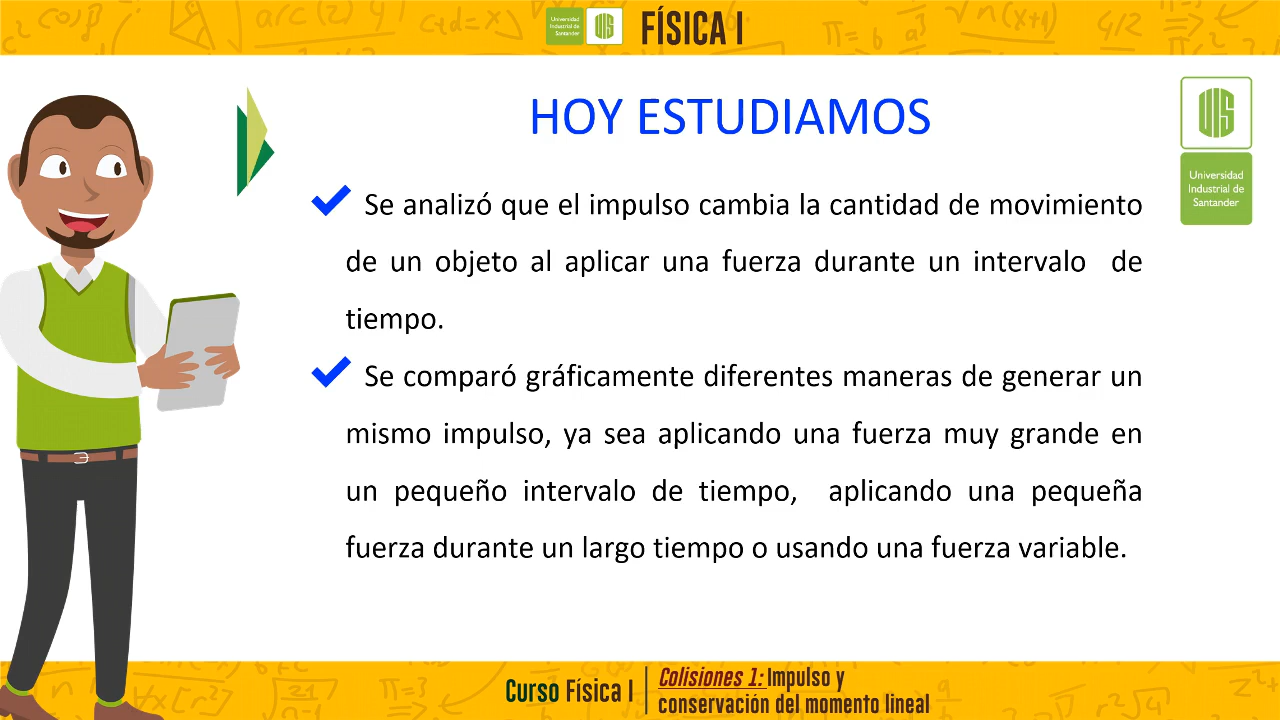 Universidad
Industrial de
Santander
UIS
FÍSICA I
HOY ESTUDIAMOS
UIS
Universidad
Industrial de
Santander
Se analizó que el impulso cambia la cantidad de movimiento
de un objeto al aplicar una fuerza durante un intervalo de
tiempo.
Se comparó gráficamente diferentes maneras de generar un
mismo impulso, ya sea aplicando una fuerza muy grande en
un pequeño intervalo de tiempo, aplicando una pequeña
fuerza durante un largo tiempo o usando una fuerza variable.
Curso Física I
Colisiones 1: Impulso y
conservación del momento lineal